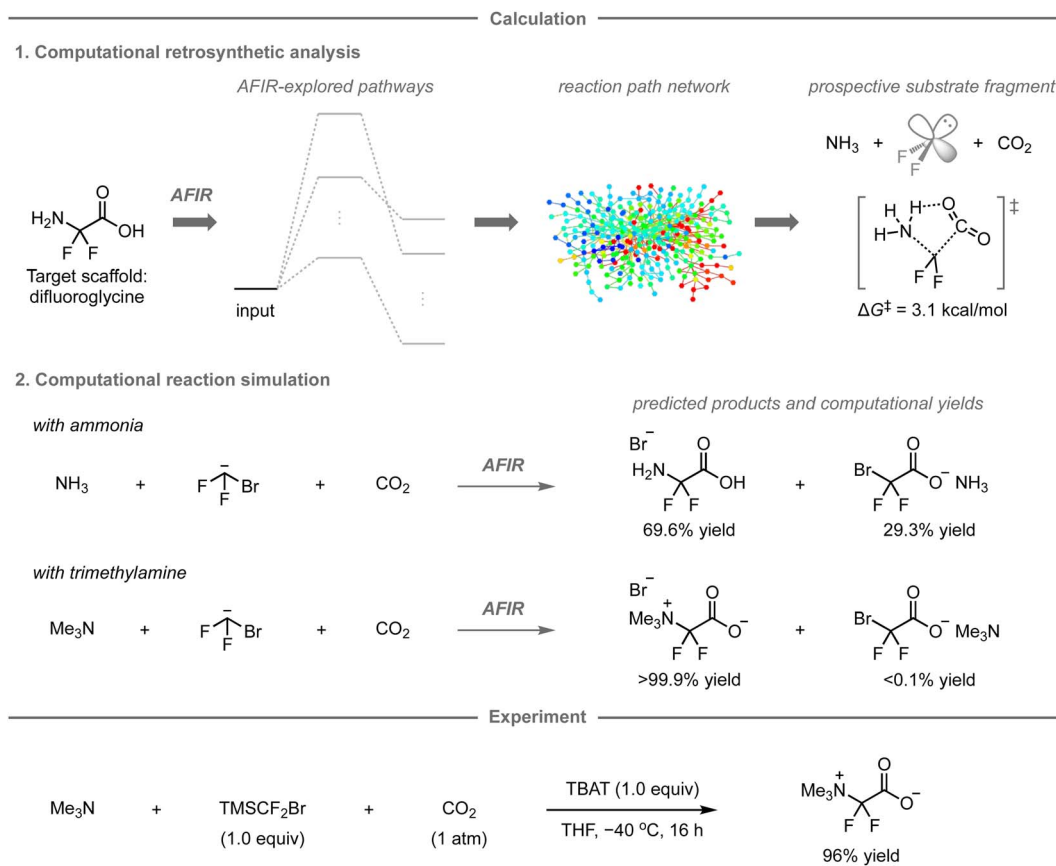 Calculation
1. Computational retrosynthetic analysis
AFIR-explored pathways
reaction path network
prospective substrate fragment
NH3 + F F + CO2
AFIR
H2N O OH F F
Target scaffold:
difluoroglycine
input
H H N H O C O C F F ‡
ΔG‡ = 3.1 kcal/mol
2. Computational reaction simulation
predicted products and computational yields
with ammonia
NH3 + F F − Br + CO2 AFIR Br− H2N O OH F F + Br O O− F F NH3
69.6% yield 29.3% yield
with trimethylamine
Me3N + F F − Br + CO2 AFIR Br− Me3N+ O O− F F + Br O O− F F Me3N
>99.9% yield <0.1% yield
Experiment
Me3N + TMSCF2Br + CO2 TBAT (1.0 equiv) Me3N+ O O− F F
(1.0 equiv) (1 atm) THF, −40 ºC, 16 h
96% yield